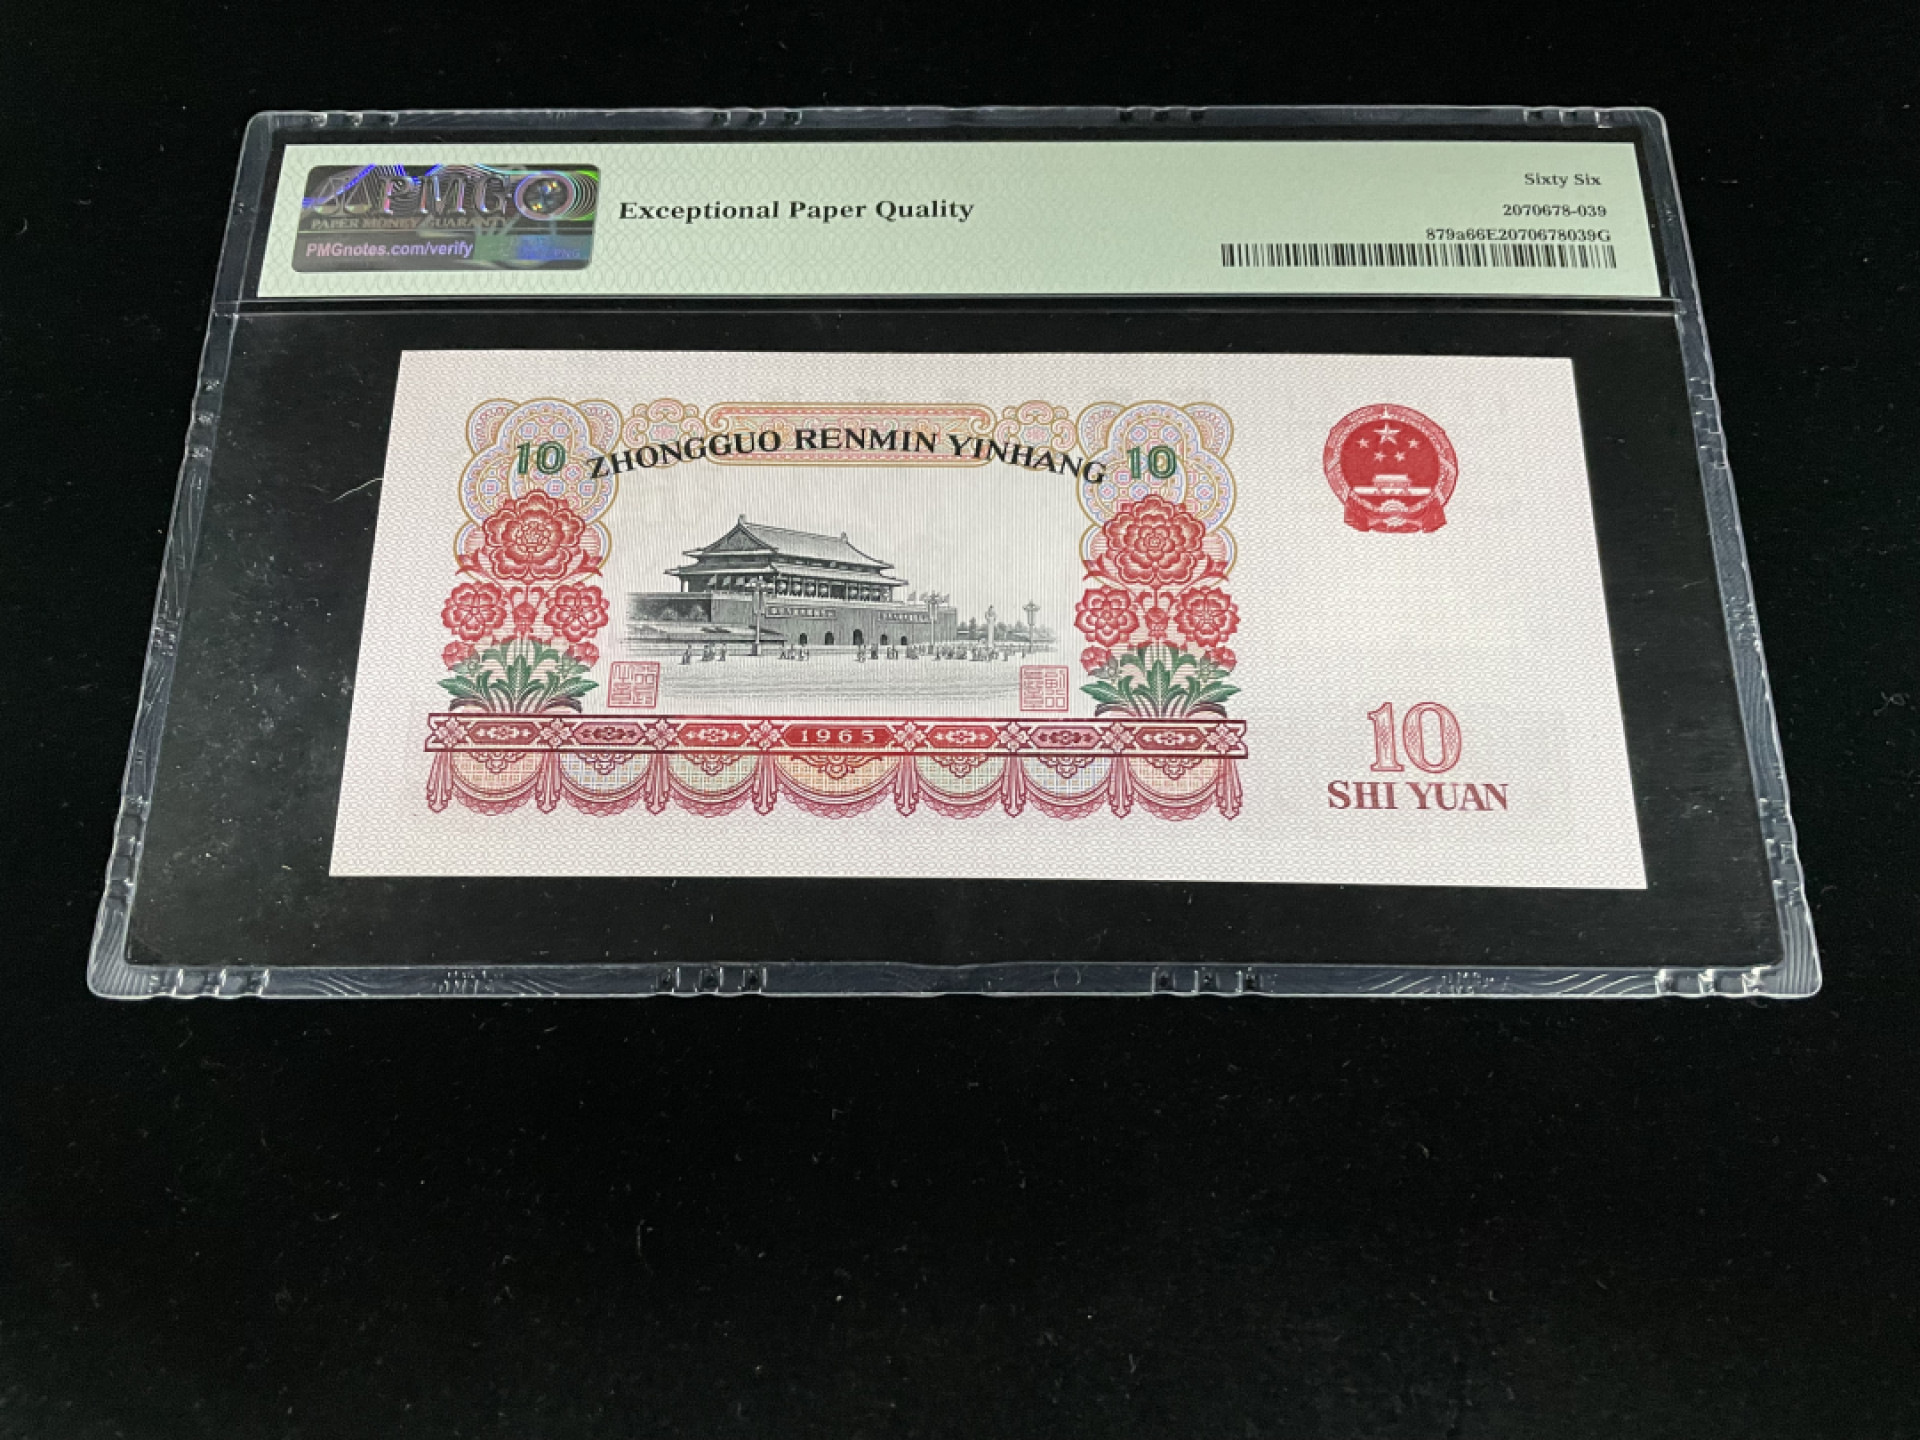 PMG
PAPER MONEY GUARANTY
PMGnotes.com/verify
Exceptional Paper Quality
Sixty Six
2070678-039
879a66E2070678039G
10 ZHONGGUO RENMIN YINHANG 10
1965
10
SHI YUAN